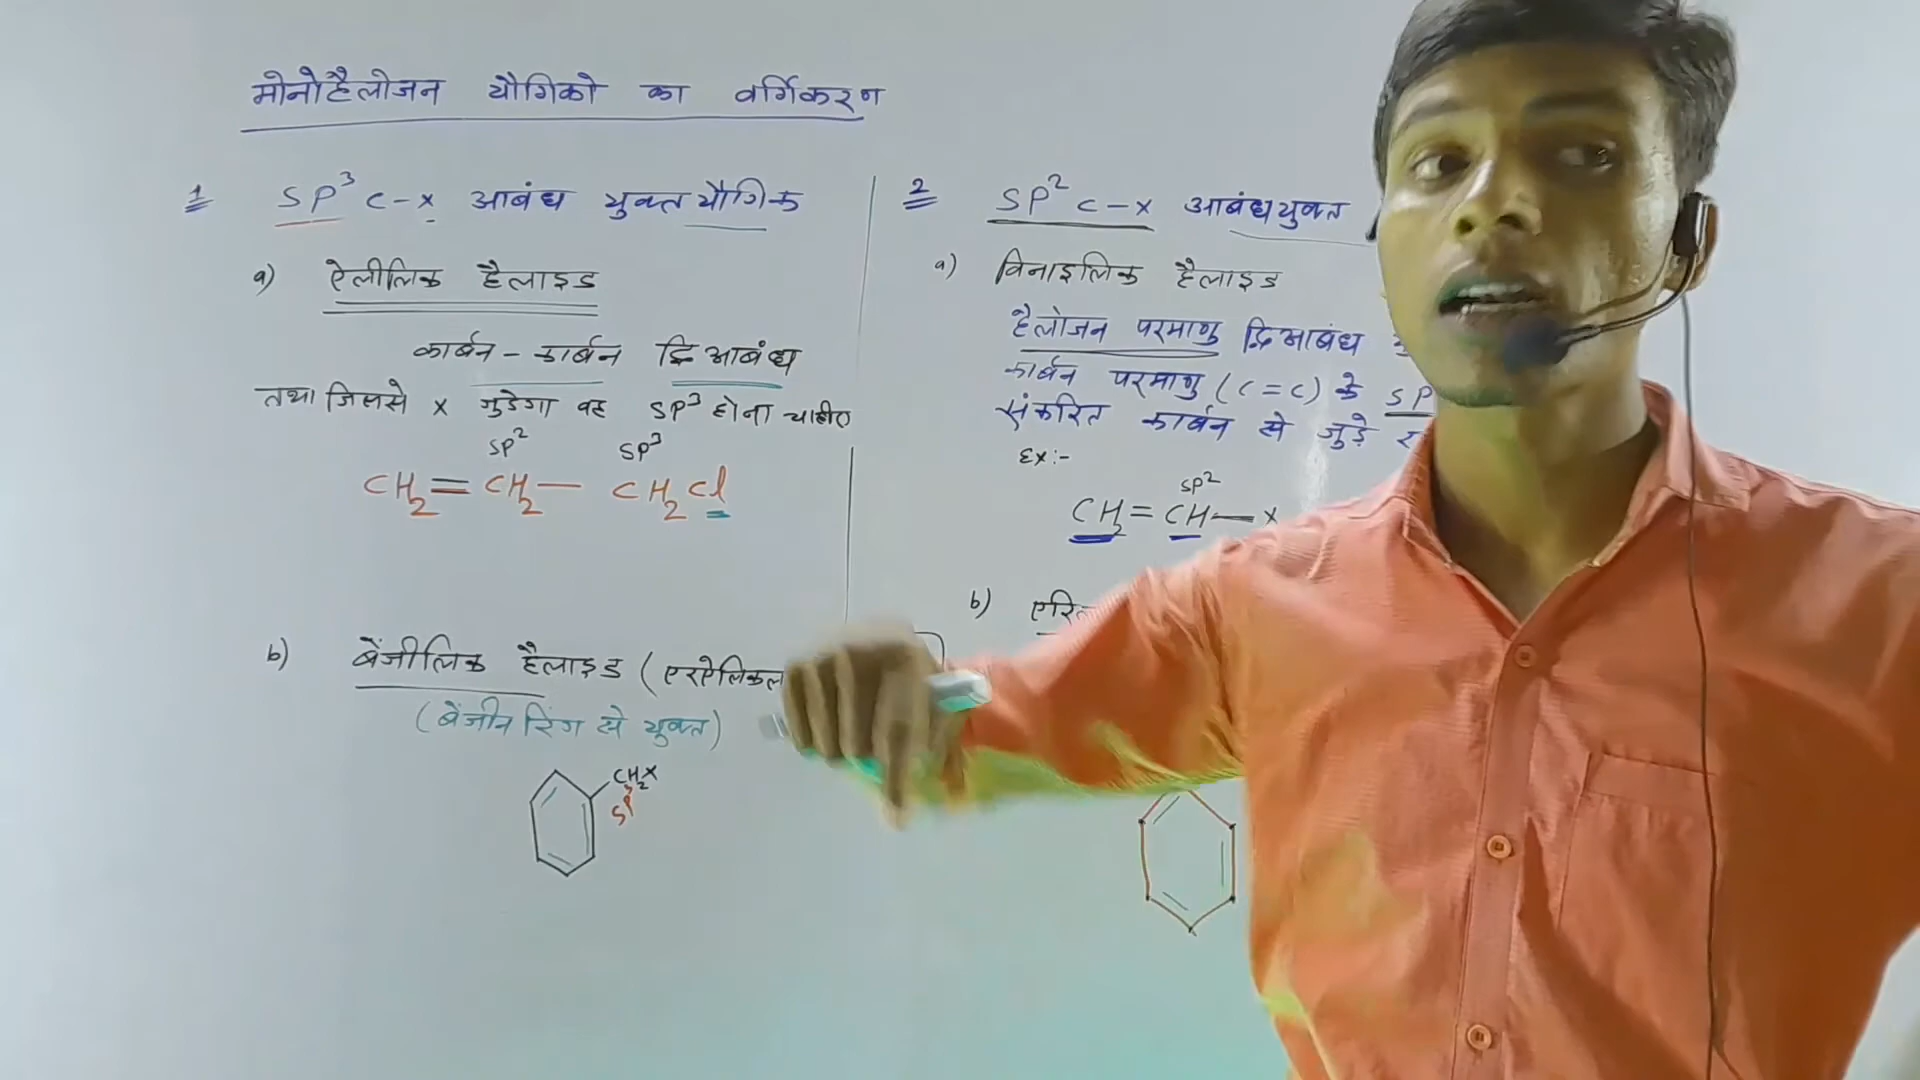 मोनोहैलोजन यौगिको का वर्गिकरण
1 SP³ C-X आबंध युक्त यौगिक
a) ऐलीलिक हैलाइड
कार्बन - कार्बन द्विआबंध
तथा जिससे X जुडेगा वह SP³ होना चाहीए
SP² SP³
CH₂=CH₂— CH₂Cl
b) बेंजीलिक हैलाइड (एरऐलिकल
(बेंजीन रिंग से युक्त)
CH₂X
2 SP² C-X आबंधयुक्त
a) विनाइलिक हैलाइड
हैलोजन परमाणु द्विआबंध
कार्बन परमाणु (C=C) के SP
संकरित कार्बन से जुड़े
Ex:-
SP²
CH₂=CH—X
b)